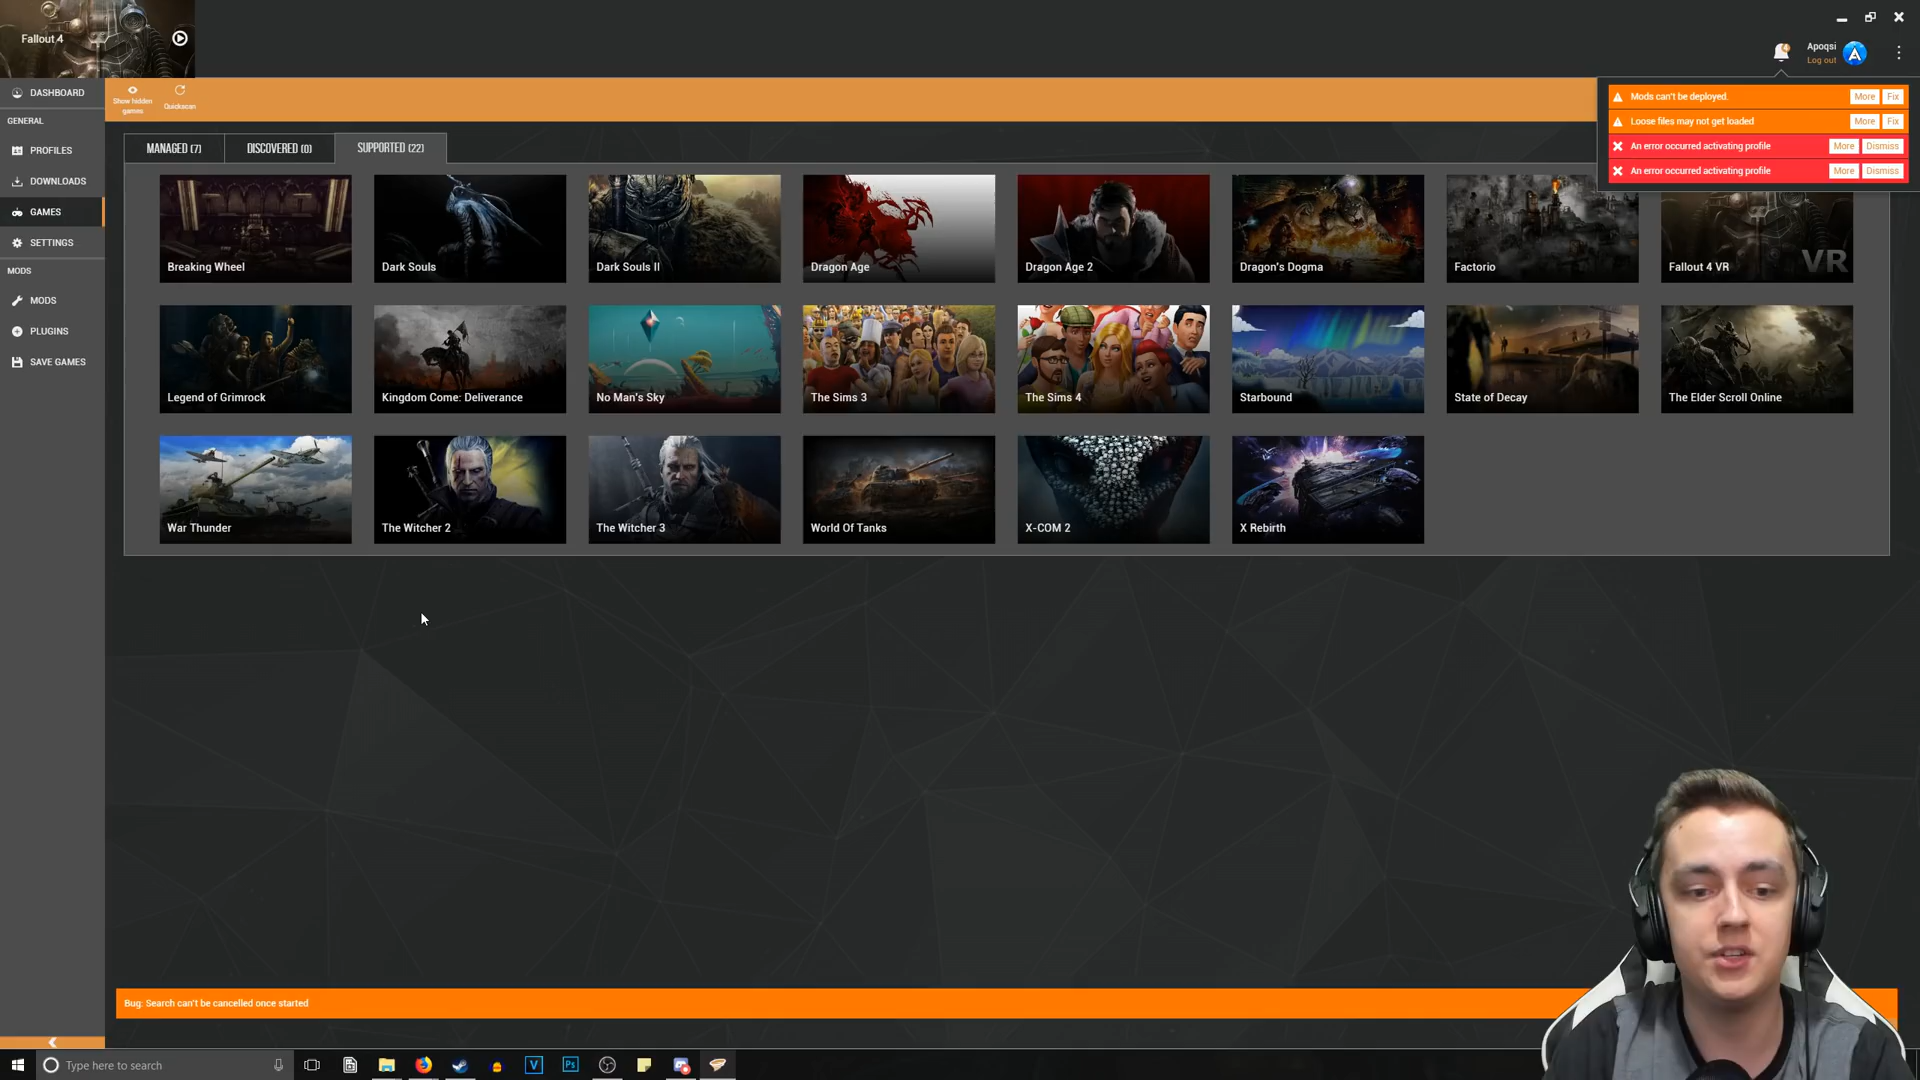 Fallout 4
Apoqsi
Log out
DASHBOARD
GENERAL
PROFILES
DOWNLOADS
GAMES
SETTINGS
MODS
MODS
PLUGINS
SAVE GAMES
Show hidden
games
Quickscan
Mods can't be deployed.
More
Fix
Loose files may not get loaded
More
Fix
An error occurred activating profile
More
Dismiss
An error occurred activating profile
More
Dismiss
MANAGED (7)
DISCOVERED (0)
SUPPORTED (22)
Breaking Wheel
Dark Souls
Dark Souls II
Dragon Age
Dragon Age 2
Dragon's Dogma
Factorio
Fallout 4 VR
VR
Legend of Grimrock
Kingdom Come: Deliverance
No Man's Sky
The Sims 3
The Sims 4
Starbound
State of Decay
The Elder Scroll Online
War Thunder
The Witcher 2
The Witcher 3
World Of Tanks
X-COM 2
X Rebirth
Bug: Search can't be cancelled once started
Type here to search
V
Ps